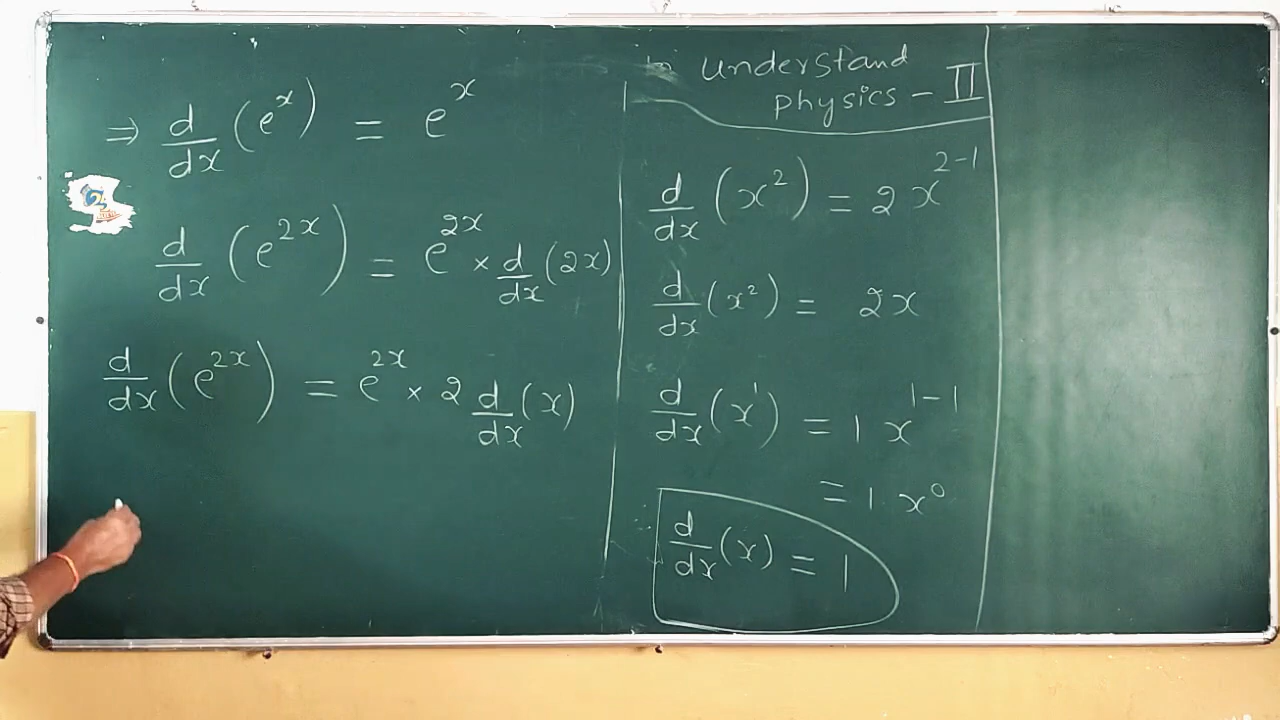 ⇒ d/dx (e^x) = e^x
d/dx (e^2x) = e^2x × d/dx (2x)
d/dx (e^2x) = e^2x × 2 d/dx (x)
understand
physics - II
d/dx (x^2) = 2 x^2-1
d/dx (x^2) = 2x
d/dx (x^1) = 1 x^1-1
= 1 x^0
d/dx (x) = 1